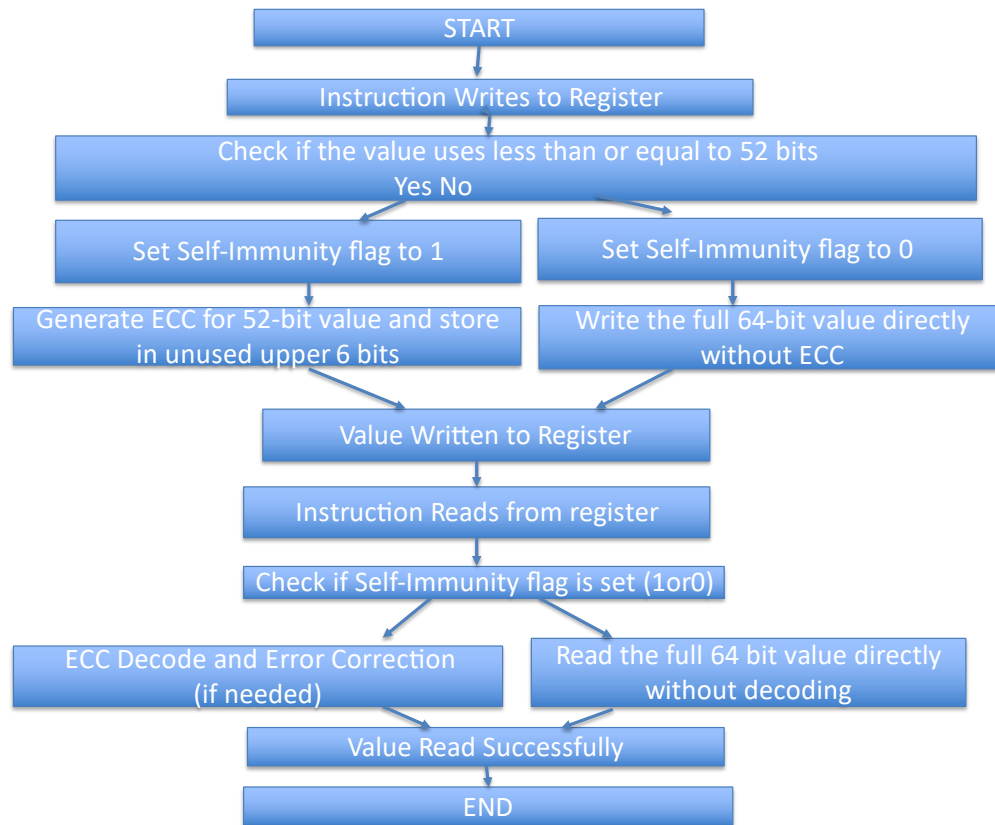 START
Instruction Writes to Register
Check if the value uses less than or equal to 52 bits
Yes No
Set Self-Immunity flag to 1
Set Self-Immunity flag to 0
Generate ECC for 52-bit value and store
in unused upper 6 bits
Write the full 64-bit value directly
without ECC
Value Written to Register
Instruction Reads from register
Check if Self-Immunity flag is set (1or0)
ECC Decode and Error Correction
(if needed)
Read the full 64 bit value directly
without decoding
Value Read Successfully
END